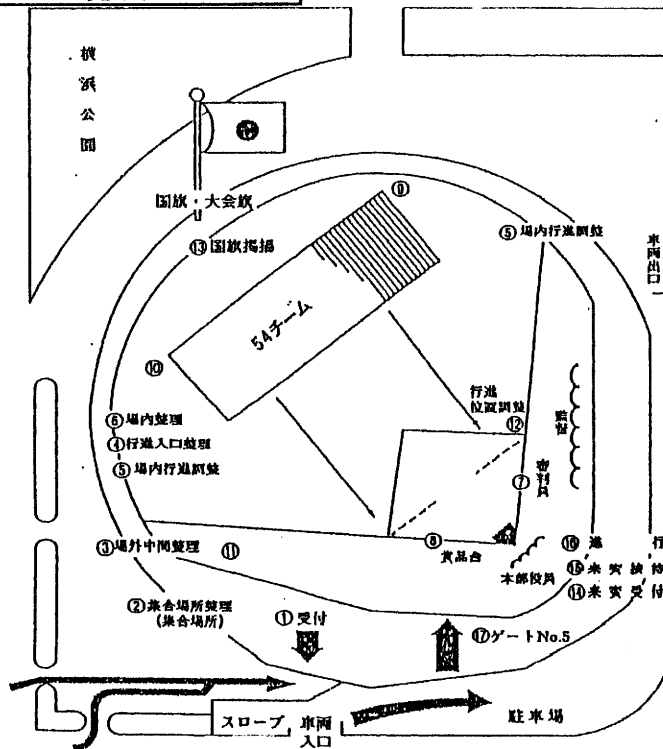 横浜公園
国旗・大会旗
⑬国旗掲揚
⑨
⑤場内行進調整
車両出口
54チーム
⑩
行進
位置調整
⑫
監督
⑥場内整理
④行進入口整理
⑤場内行進調整
⑦
審判員
③場外中間整理
⑪
⑧
賞品台
本部役員
⑯進行
⑮来賓接待
⑭来賓受付
②集合場所整理
(集合場所)
①受付
⑰ゲートNo.5
スロープ
車両
入口
駐車場